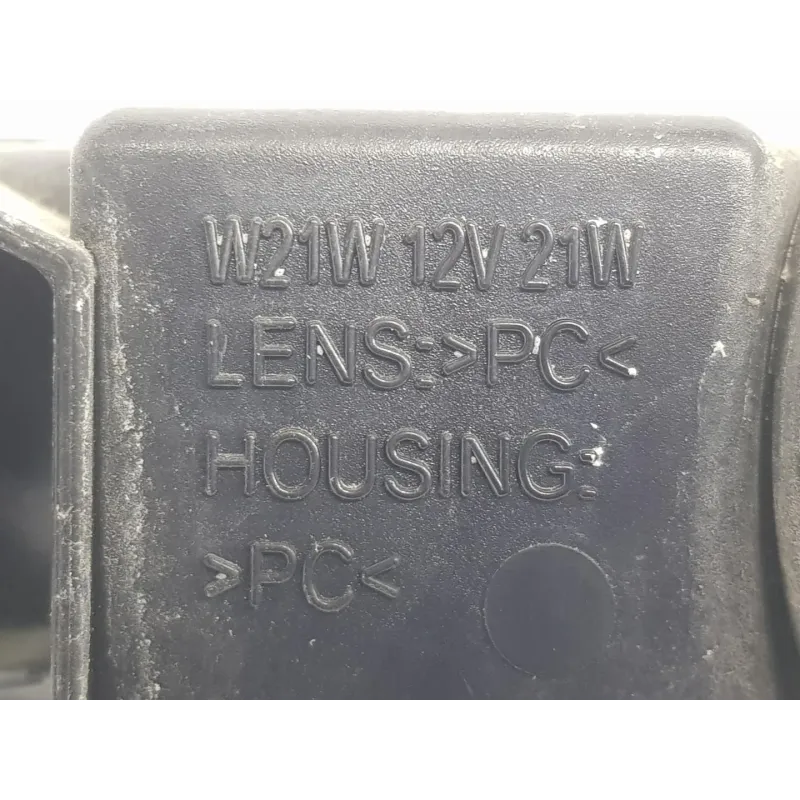 W21W 12V 21W
LENS:>PC<
HOUSING:
>PC<